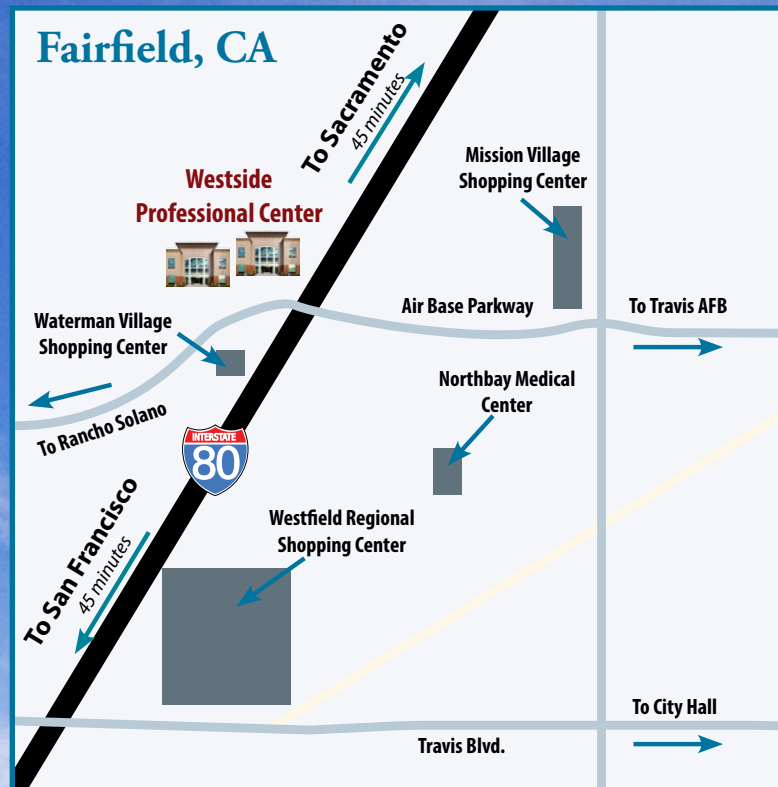 Fairfield, CA
To Sacramento
45 minutes
Mission Village
Shopping Center
Westside
Professional Center
Air Base Parkway
To Travis AFB
Waterman Village
Shopping Center
Northbay Medical
Center
To Rancho Solano
INTERSTATE
80
Westfield Regional
Shopping Center
To San Francisco
45 minutes
To City Hall
Travis Blvd.